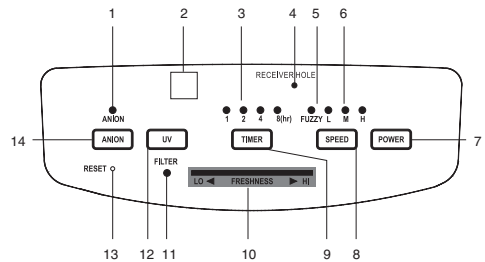 1 2 3 4 5 6
RECEIVER HOLE
ANION 1 2 4 8(hr) FUZZY L M H
14 ANION UV TIMER SPEED POWER 7
RESET FILTER
LO FRESHNESS HI
13 12 11 10 9 8